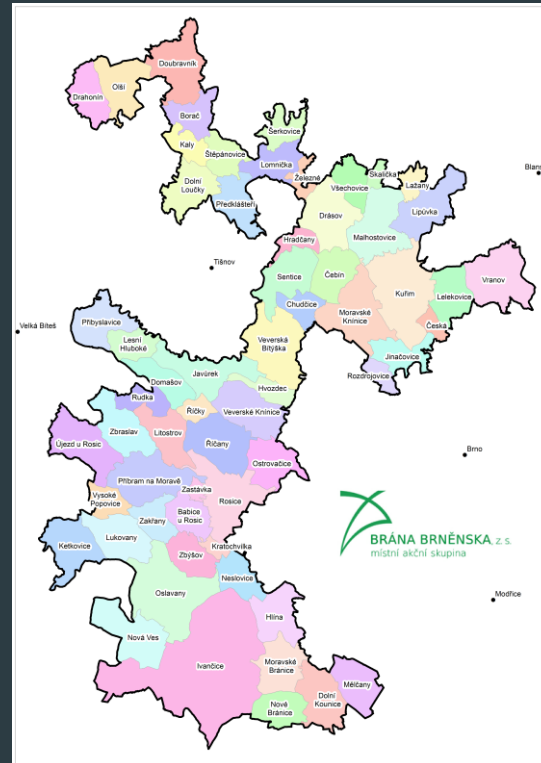 Doubravník
Olší
Drahonín
Borač
Šerkovice
Kaly
Štěpánovice
Lomnička
Železné
Skalička
Blan
Všechovice
Lažany
Dolní
Loučky
Předklášteří
Lipůvka
Drásov
Malhostovice
Hradčany
Tišnov
Sentice
Čebín
Kuřim
Vranov
Lelekovice
Chudčice
Moravské
Knínice
Česká
Přibyslavice
Velká Bíteš
Veverská
Bítýška
Lesní
Hluboké
Jinačovice
Javůrek
Rozdrojovice
Domašov
Hvozdec
Rudka
Říčky
Veverské Knínice
Zbraslav
Litostrov
Říčany
Újezd u Rosic
Ostrovačice
Brno
Příbram na Moravě
Zastávka
Vysoké
Popovice
Rosice
Babice
u Rosic
Zakřany
Lukovany
Ketkovice
Kratochvilka
Zbýšov
BRÁNA BRNĚNSKA, z. s.
místní akční skupina
Neslovice
Oslavany
Modřice
Hlína
Nová Ves
Ivančice
Moravské
Bránice
Mělčany
Nové
Bránice
Dolní
Kounice